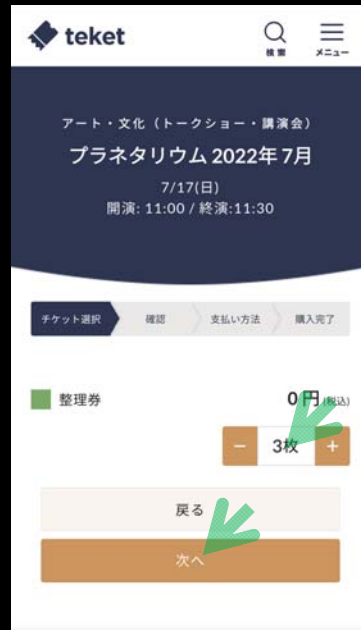 teket
検索
メニュー
アート・文化（トークショー・講演会）
プラネタリウム 2022年 7月
7/17(日)
開演: 11:00 / 終演:11:30
チケット選択 確認 支払い方法 購入完了
整理券 0円(税込)
− 3枚 +
戻る
次へ